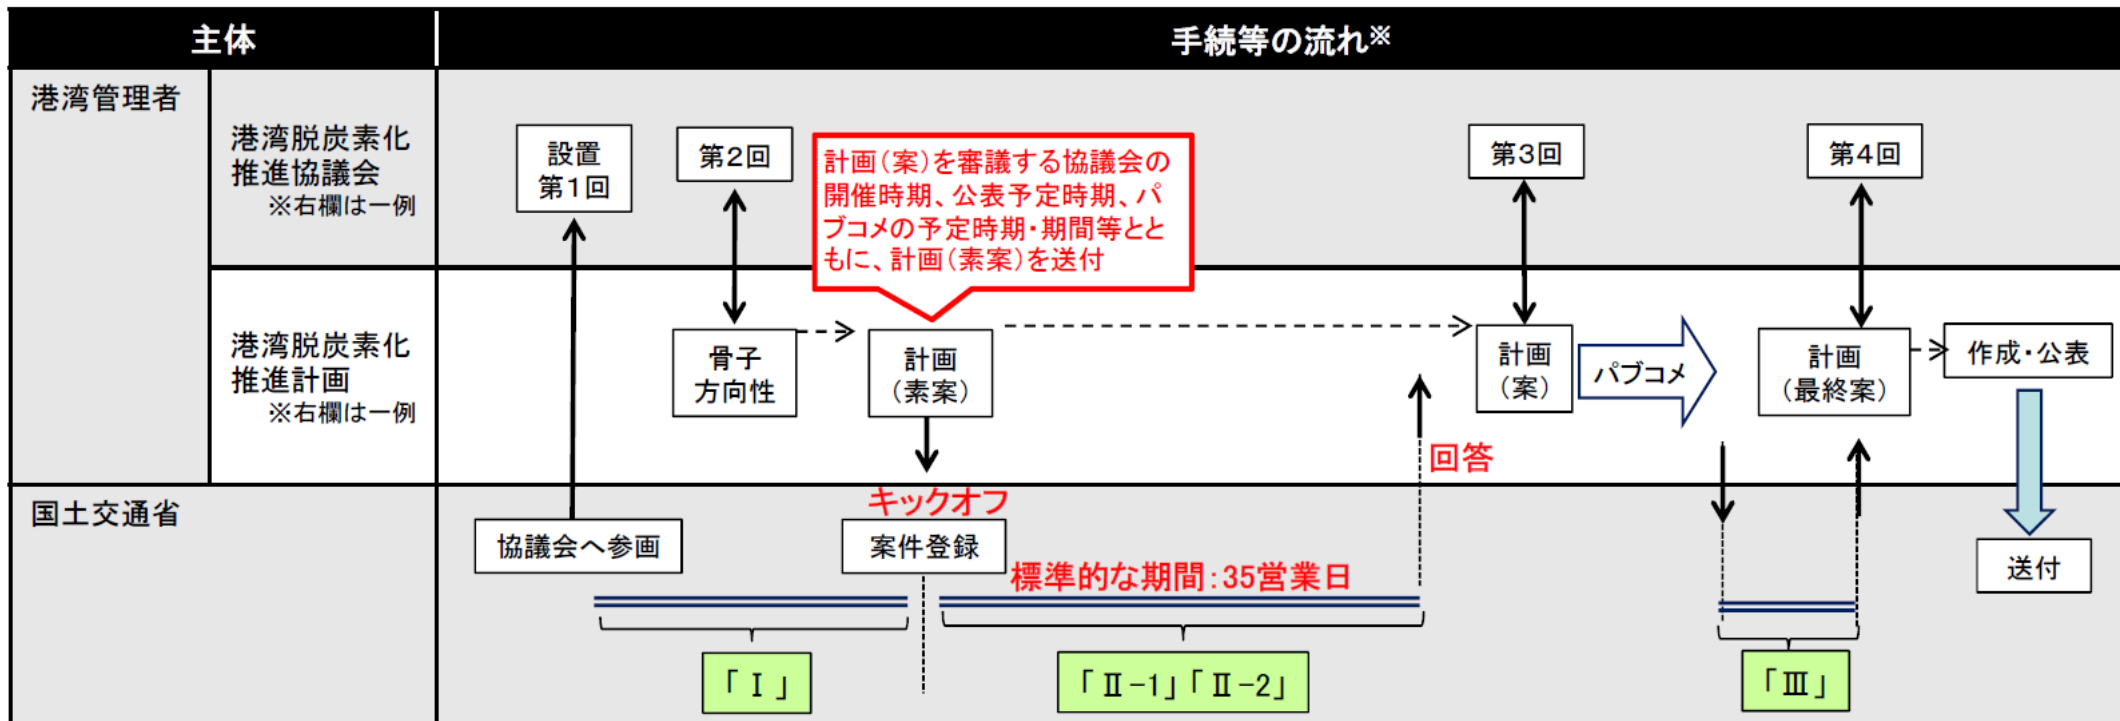 主体
手続等の流れ※
港湾管理者
港湾脱炭素化
推進協議会
※右欄は一例
設置
第1回
第2回
計画（案）を審議する協議会の
開催時期、公表予定時期、パ
ブコメの予定時期・期間等とと
もに、計画（素案）を送付
第3回
第4回
港湾脱炭素化
推進計画
※右欄は一例
骨子
方向性
計画
（素案）
計画
（案）
パブコメ
計画
（最終案）
作成・公表
回答
国土交通省
キックオフ
協議会へ参画
案件登録
標準的な期間：35営業日
送付
「Ⅰ」
「Ⅱ-1」「Ⅱ-2」
「Ⅲ」